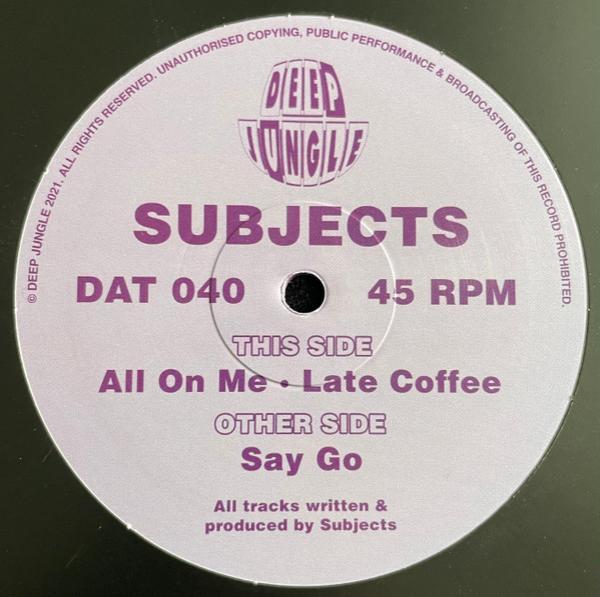 © DEEP JUNGLE 2021. ALL RIGHTS RESERVED. UNAUTHORISED COPYING, PUBLIC PERFORMANCE & BROADCASTING OF THIS RECORD PROHIBITED.
DEEP
JUNGLE
SUBJECTS
DAT 040 45 RPM
THIS SIDE
All On Me • Late Coffee
OTHER SIDE
Say Go
All tracks written &
produced by Subjects